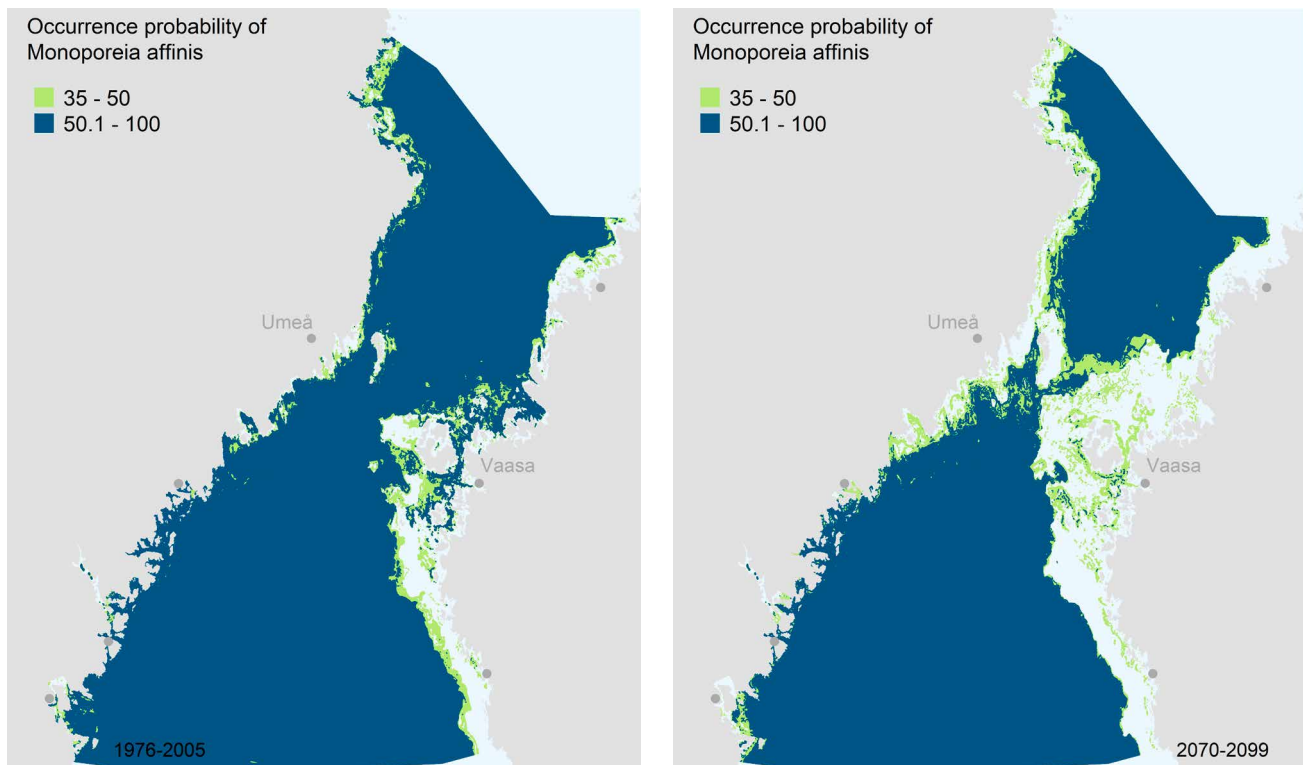 Occurrence probability of
Monoporeia affinis
35 - 50
50.1 - 100
Umeå
Vaasa
1976-2005
Occurrence probability of
Monoporeia affinis
35 - 50
50.1 - 100
Umeå
Vaasa
2070-2099